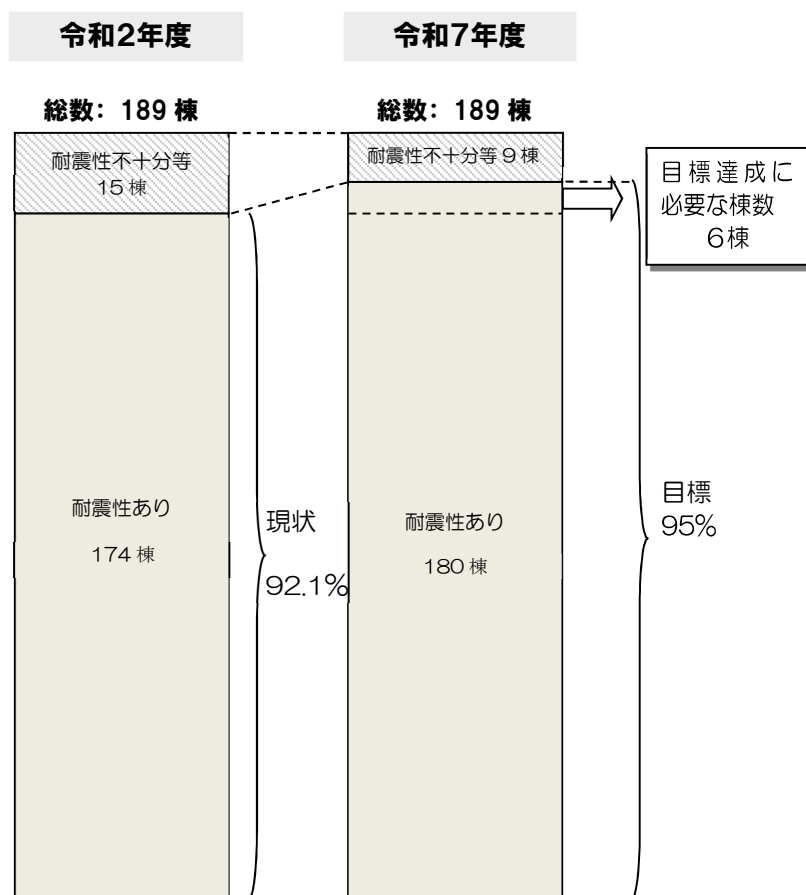 令和2年度
令和7年度
総数: 189 棟
総数: 189 棟
耐震性不十分等
15 棟
耐震性不十分等 9 棟
目標達成に
必要な棟数
6棟
耐震性あり
174 棟
現状
92.1%
耐震性あり
180 棟
目標
95%